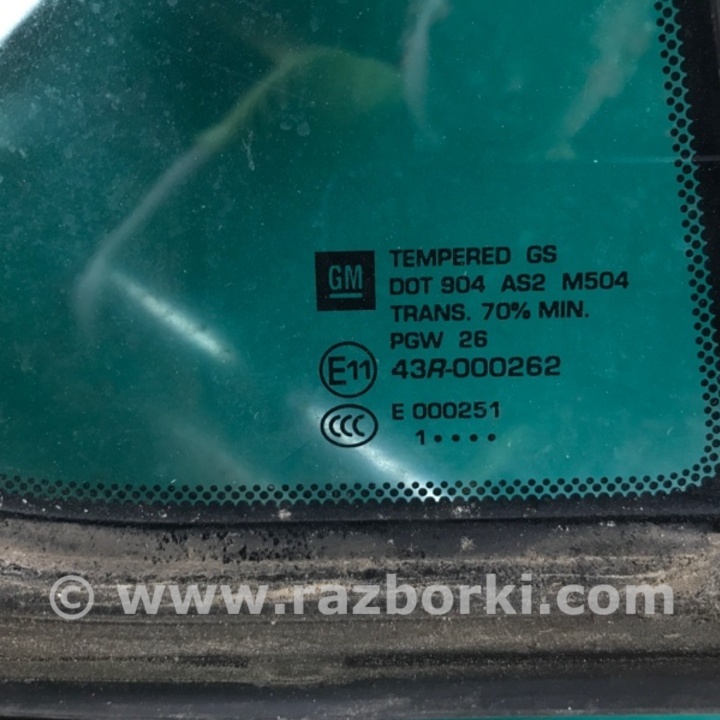 GM
TEMPERED GS
DOT 904 AS2 M504
TRANS. 70% MIN.
PGW 26
E11 43R-000262
CCC E 000251
1 • • • •
© www.razborki.com